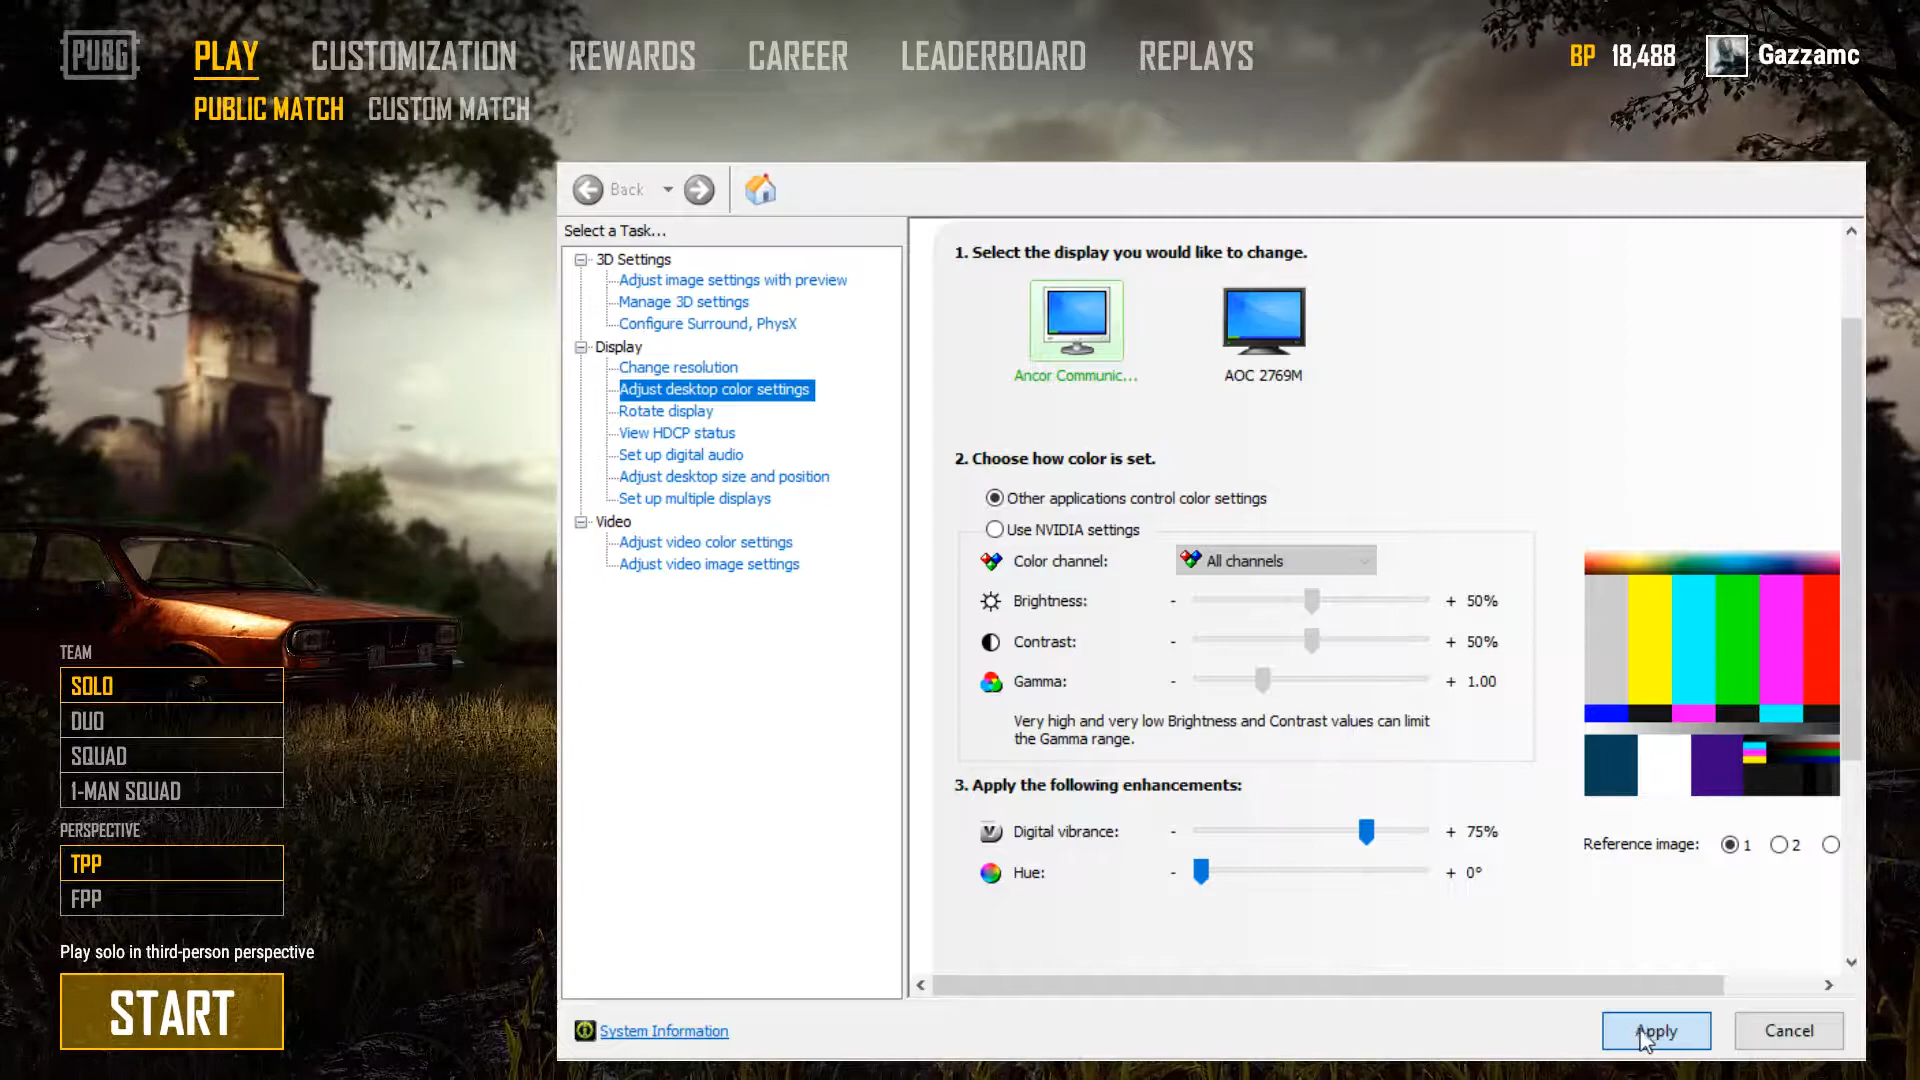 PUBG
PLAY CUSTOMIZATION REWARDS CAREER LEADERBOARD REPLAYS
BP 18,488 Gazzamc
PUBLIC MATCH CUSTOM MATCH
Back
Select a Task...
3D Settings
Adjust image settings with preview
Manage 3D settings
Configure Surround, PhysX
Display
Change resolution
Adjust desktop color settings
Rotate display
View HDCP status
Set up digital audio
Adjust desktop size and position
Set up multiple displays
Video
Adjust video color settings
Adjust video image settings
1. Select the display you would like to change.
Ancor Communic... AOC 2769M
2. Choose how color is set.
Other applications control color settings
Use NVIDIA settings
Color channel: All channels
Brightness: - + 50%
Contrast: - + 50%
Gamma: - + 1.00
Very high and very low Brightness and Contrast values can limit
the Gamma range.
3. Apply the following enhancements:
Digital vibrance: - + 75%
Hue: - + 0°
Reference image: 1 2
System Information
Apply Cancel
TEAM
SOLO
DUO
SQUAD
1-MAN SQUAD
PERSPECTIVE
TPP
FPP
Play solo in third-person perspective
START